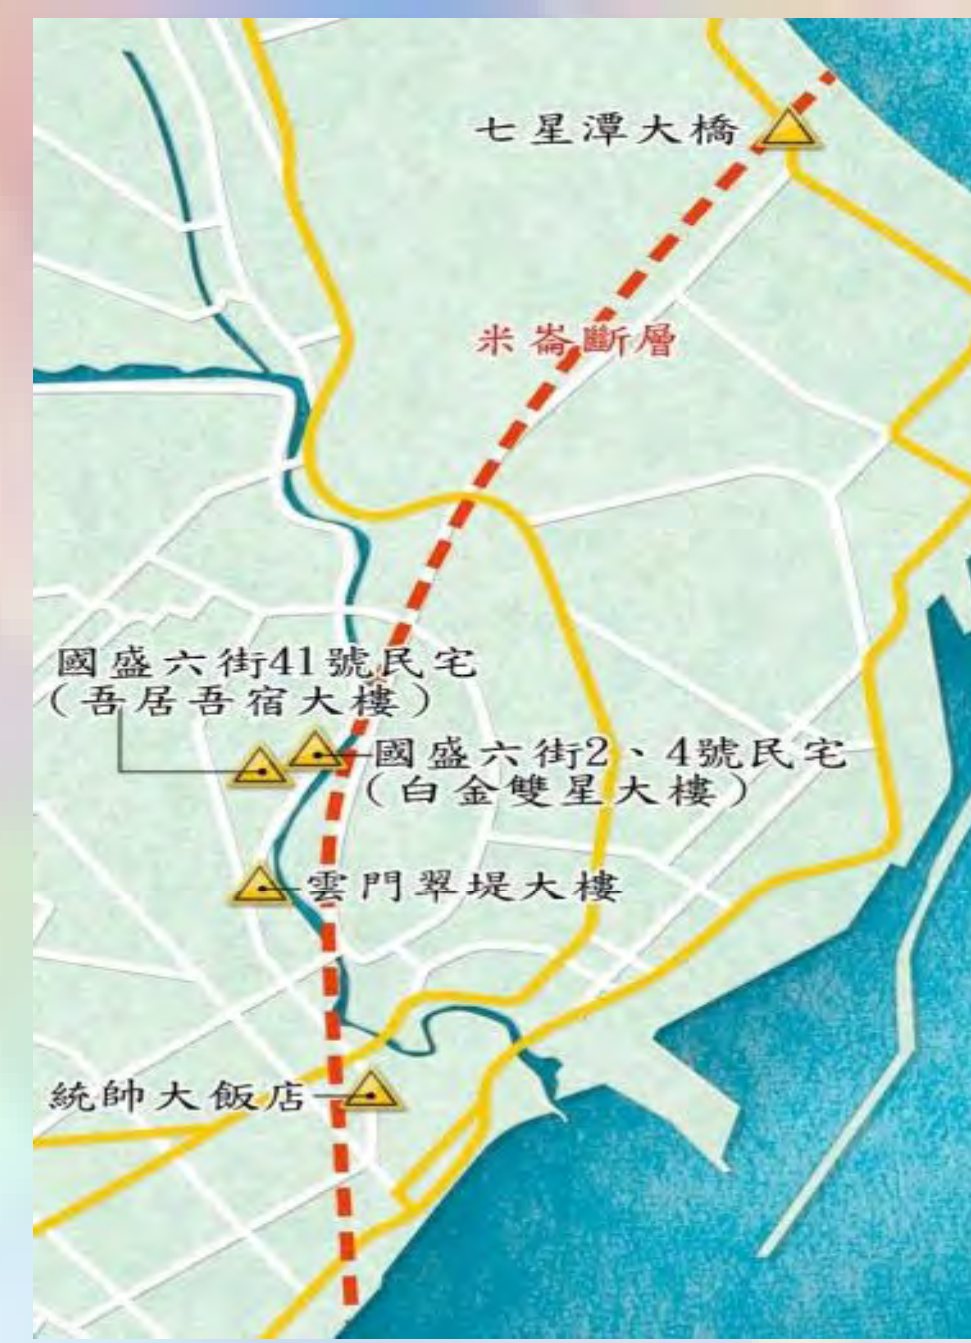 七星潭大橋
米崙斷層
國盛六街41號民宅
(吾居吾宿大樓)
國盛六街2、4號民宅
(白金雙星大樓)
雲門翠堤大樓
統帥大飯店